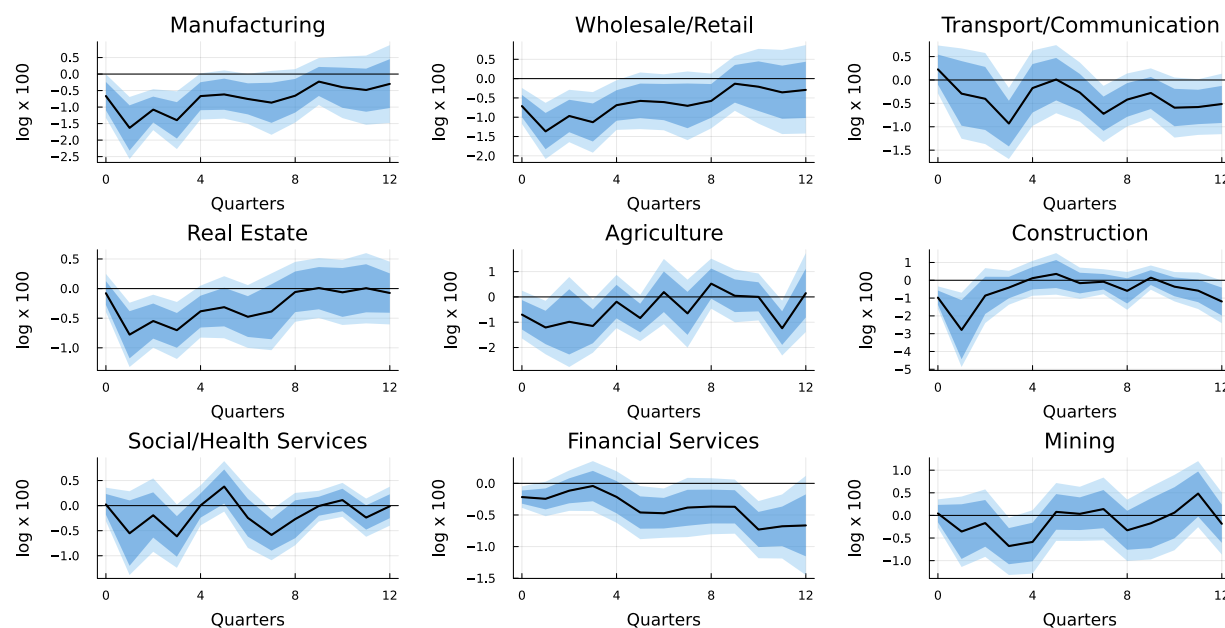 Manufacturing
log x 100
0.5
0.0
−0.5
−1.0
−1.5
−2.0
−2.5
0 4 8 12
Quarters
Wholesale/Retail
log x 100
0.5
0.0
−0.5
−1.0
−1.5
−2.0
0 4 8 12
Quarters
Transport/Communication
log x 100
0.5
0.0
−0.5
−1.0
−1.5
0 4 8 12
Quarters
Real Estate
log x 100
0.5
0.0
−0.5
−1.0
0 4 8 12
Quarters
Agriculture
log x 100
1
0
−1
−2
0 4 8 12
Quarters
Construction
log x 100
1
0
−1
−2
−3
−4
−5
0 4 8 12
Quarters
Social/Health Services
log x 100
0.5
0.0
−0.5
−1.0
0 4 8 12
Quarters
Financial Services
log x 100
0.0
−0.5
−1.0
−1.5
0 4 8 12
Quarters
Mining
log x 100
1.0
0.5
0.0
−0.5
−1.0
0 4 8 12
Quarters